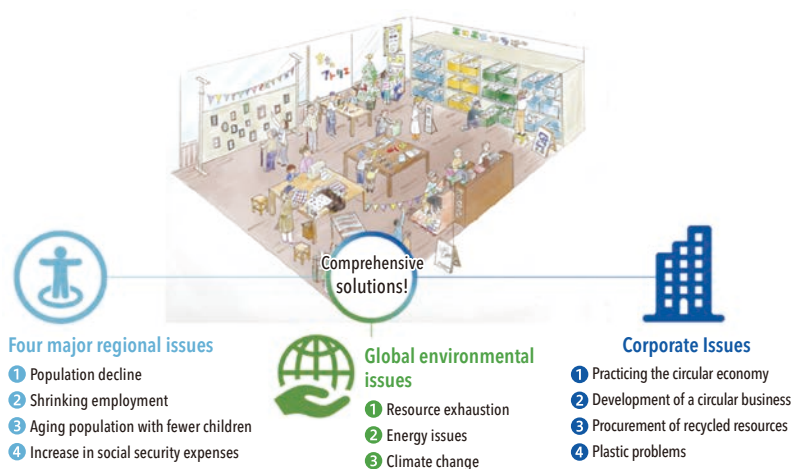 Comprehensive
solutions!
Four major regional issues
1 Population decline
2 Shrinking employment
3 Aging population with fewer children
4 Increase in social security expenses
Global environmental
issues
1 Resource exhaustion
2 Energy issues
3 Climate change
Corporate Issues
1 Practicing the circular economy
2 Development of a circular business
3 Procurement of recycled resources
4 Plastic problems